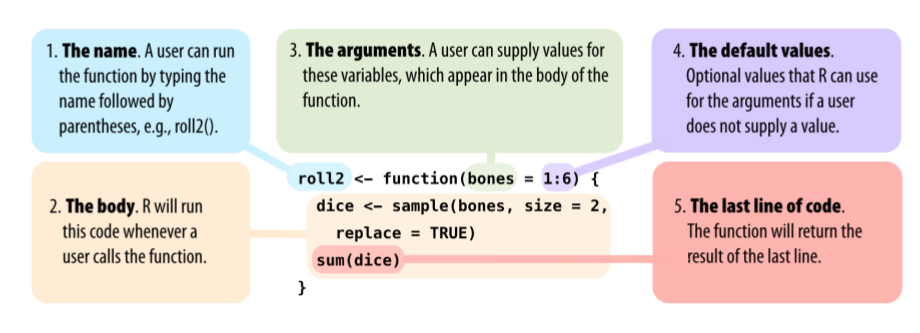 1. The name. A user can run
the function by typing the
name followed by
parentheses, e.g., roll2().
3. The arguments. A user can supply values for
these variables, which appear in the body of the
function.
4. The default values.
Optional values that R can use
for the arguments if a user
does not supply a value.
2. The body. R will run
this code whenever a
user calls the function.
roll2 <- function(bones = 1:6) {
dice <- sample(bones, size = 2,
replace = TRUE)
sum(dice)
}
5. The last line of code.
The function will return the
result of the last line.